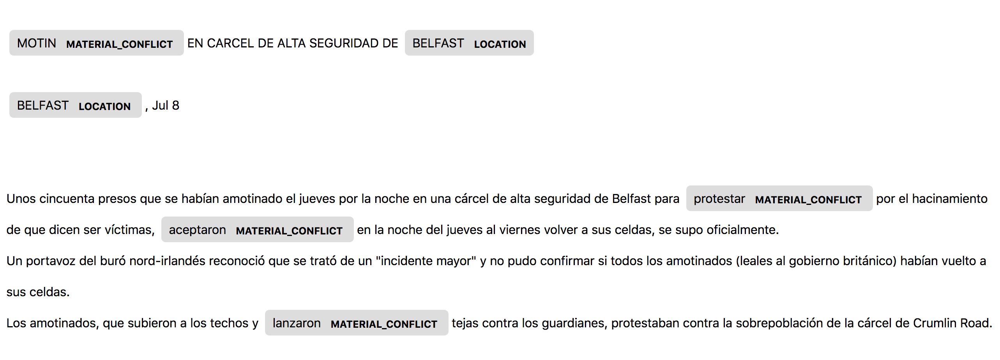 MOTIN MATERIAL_CONFLICT EN CARCEL DE ALTA SEGURIDAD DE BELFAST LOCATION
BELFAST LOCATION , Jul 8
Unos cincuenta presos que se habían amotinado el jueves por la noche en una cárcel de alta seguridad de Belfast para protestar MATERIAL_CONFLICT por el hacinamiento
de que dicen ser víctimas, aceptaron MATERIAL_CONFLICT en la noche del jueves al viernes volver a sus celdas, se supo oficialmente.
Un portavoz del buró nord-irlandés reconoció que se trató de un "incidente mayor" y no pudo confirmar si todos los amotinados (leales al gobierno británico) habían vuelto a
sus celdas.
Los amotinados, que subieron a los techos y lanzaron MATERIAL_CONFLICT tejas contra los guardianes, protestaban contra la sobrepoblación de la cárcel de Crumlin Road.